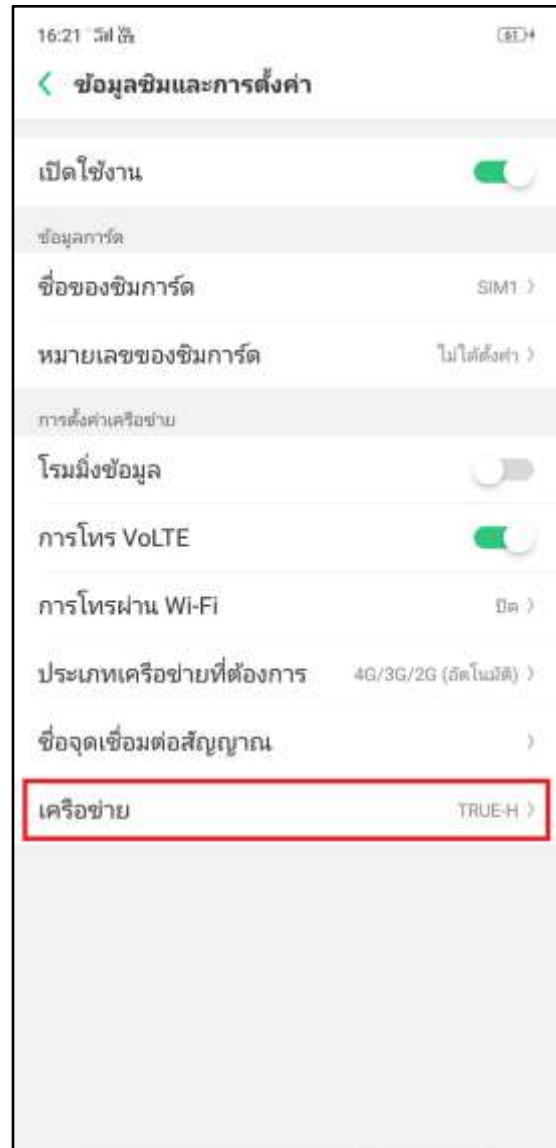 16:21
ข้อมูลซิมและการตั้งค่า
เปิดใช้งาน
ข้อมูลการ์ด
ชื่อของซิมการ์ด SIM1
หมายเลขของซิมการ์ด ไม่ได้ตั้งค่า
การตั้งค่าเครือข่าย
โรมมิ่งข้อมูล
การโทร VoLTE
การโทรผ่าน Wi-Fi ปิด
ประเภทเครือข่ายที่ต้องการ 4G/3G/2G (อัตโนมัติ)
ชื่อจุดเชื่อมต่อสัญญาณ
เครือข่าย TRUE-H